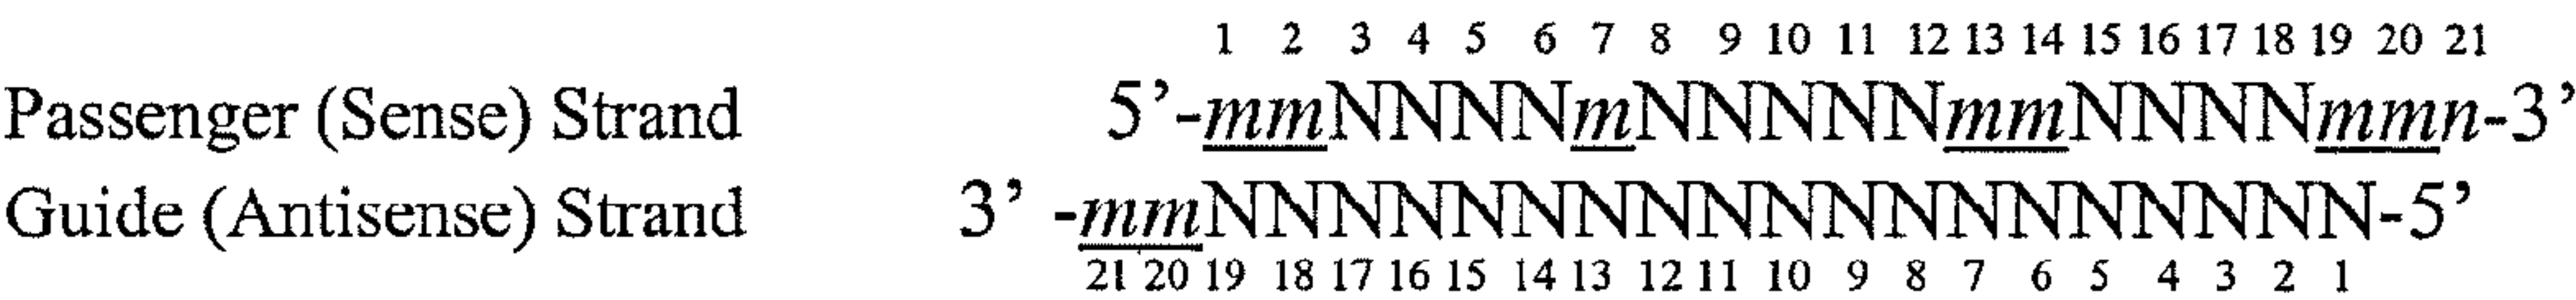 1 2 3 4 5 6 7 8 9 10 11 12 13 14 15 16 17 18 19 20 21
Passenger (Sense) Strand 5’-mmNNNNmNNNNNmmNNNNmmn-3’
Guide (Antisense) Strand 3’ -mmNNNNNNNNNNNNNNNNNNN-5’
21 20 19 18 17 16 15 14 13 12 11 10 9 8 7 6 5 4 3 2 1